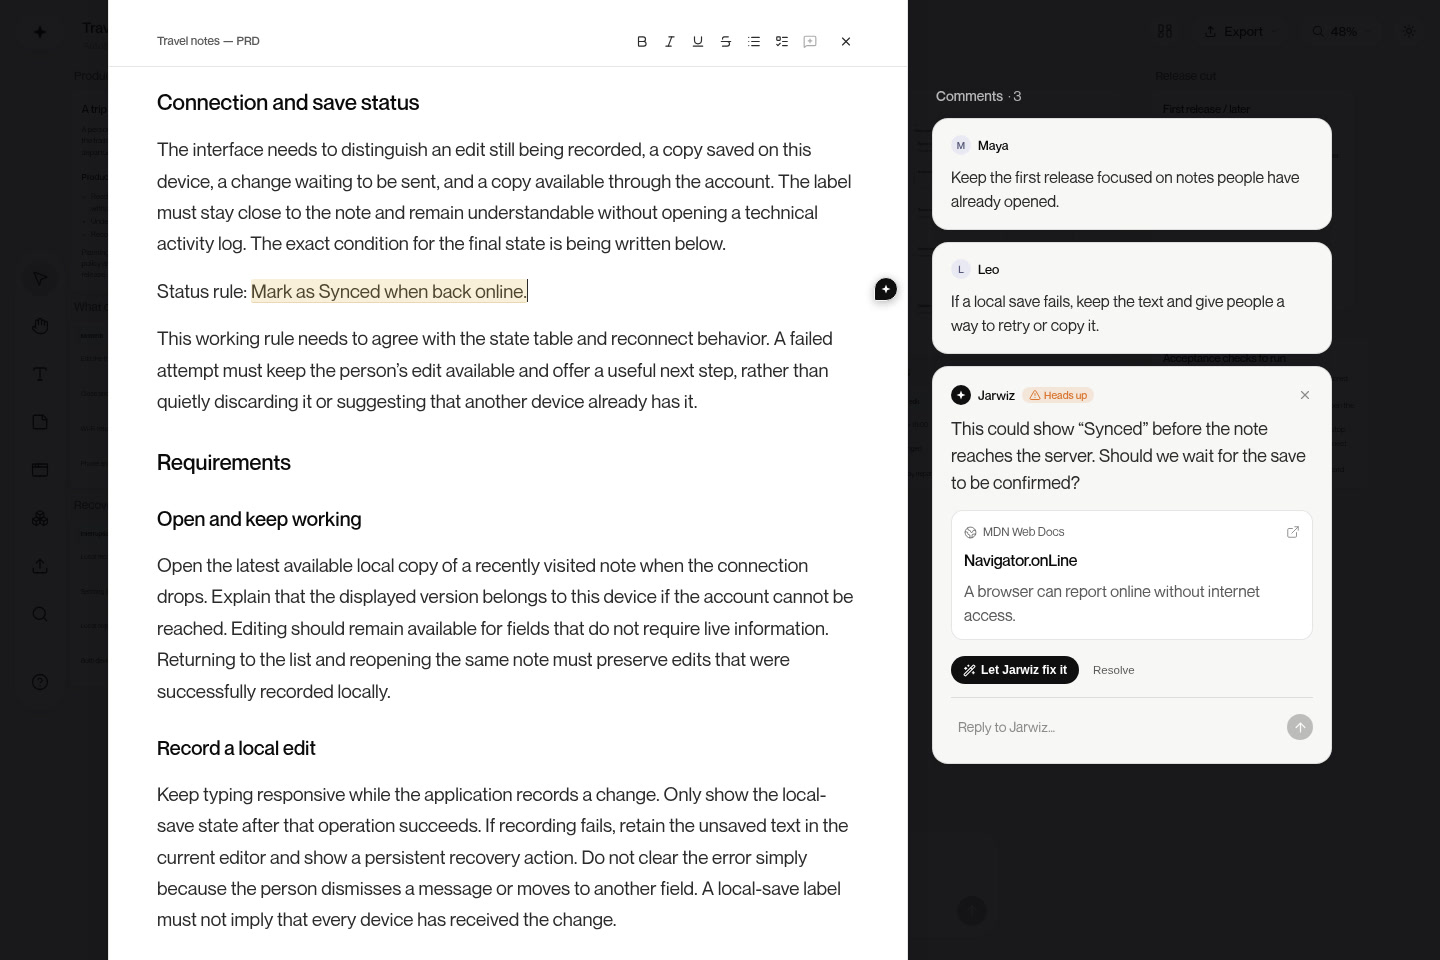 Travel notes — PRD
Export
48%
Connection and save status
The interface needs to distinguish an edit still being recorded, a copy saved on this
device, a change waiting to be sent, and a copy available through the account. The label
must stay close to the note and remain understandable without opening a technical
activity log. The exact condition for the final state is being written below.
Status rule: Mark as Synced when back online.
This working rule needs to agree with the state table and reconnect behavior. A failed
attempt must keep the person’s edit available and offer a useful next step, rather than
quietly discarding it or suggesting that another device already has it.
Requirements
Open and keep working
Open the latest available local copy of a recently visited note when the connection
drops. Explain that the displayed version belongs to this device if the account cannot be
reached. Editing should remain available for fields that do not require live information.
Returning to the list and reopening the same note must preserve edits that were
successfully recorded locally.
Record a local edit
Keep typing responsive while the application records a change. Only show the local-
save state after that operation succeeds. If recording fails, retain the unsaved text in the
current editor and show a persistent recovery action. Do not clear the error simply
because the person dismisses a message or moves to another field. A local-save label
must not imply that every device has received the change.
Release cut
First release / later
Comments · 3
M Maya
Keep the first release focused on notes people have
already opened.
L Leo
If a local save fails, keep the text and give people a
way to retry or copy it.
Acceptance checks to run
Jarwiz Heads up
This could show “Synced” before the note
reaches the server. Should we wait for the save
to be confirmed?
MDN Web Docs
Navigator.onLine
A browser can report online without internet
access.
Let Jarwiz fix it
Resolve
Reply to Jarwiz...